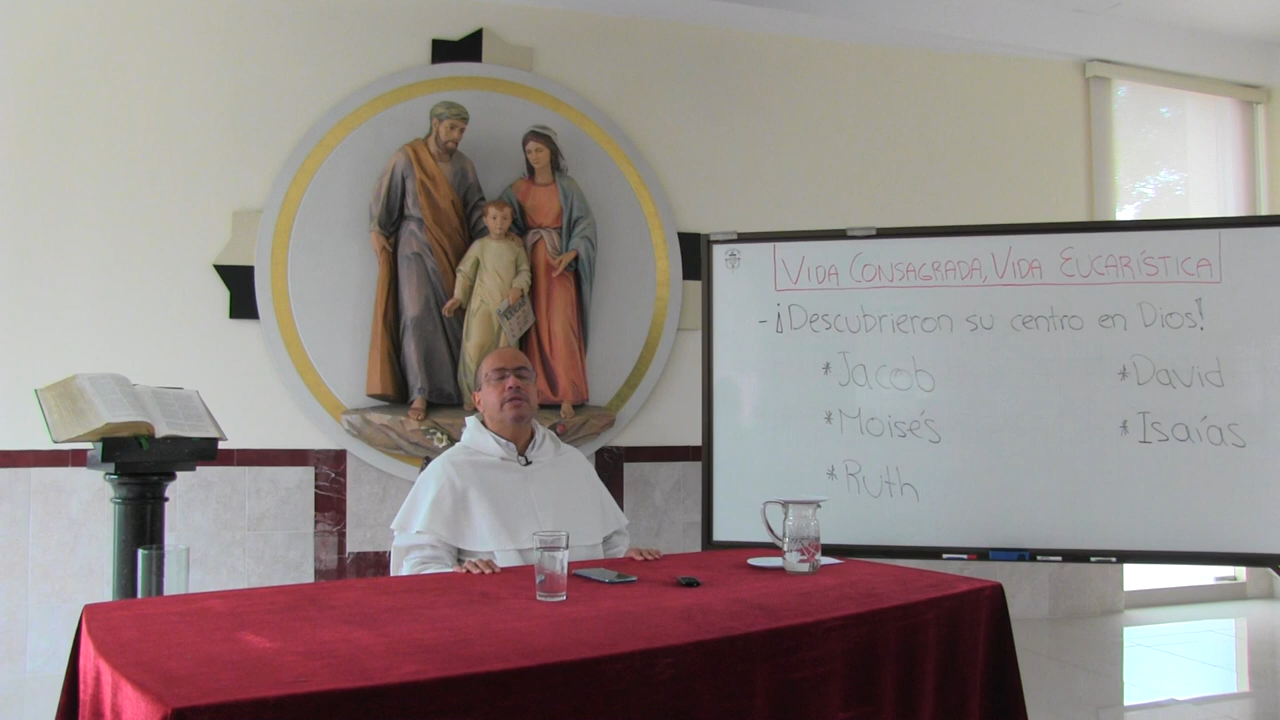 VIDA CONSAGRADA, VIDA EUCARÍSTICA
-¡Descubrieron su centro en Dios!
*Jacob
*Moisés
*Ruth
*David
*Isaías